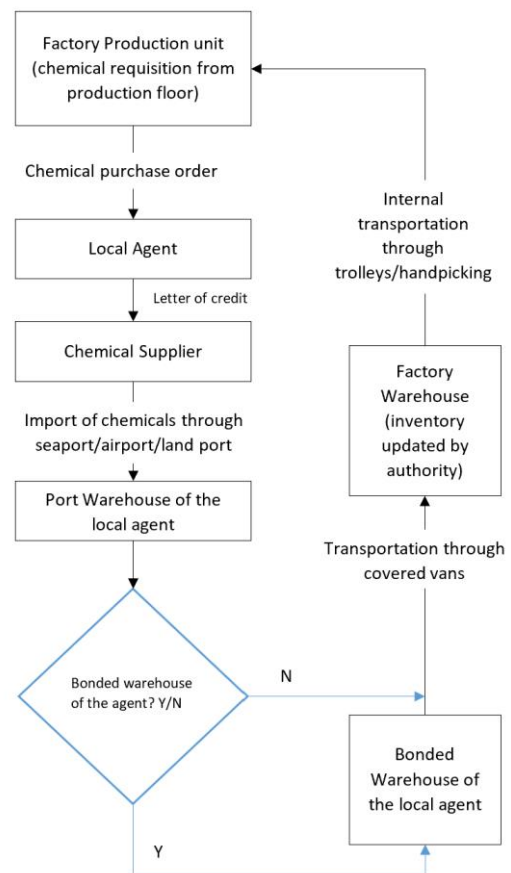 Factory Production unit
(chemical requisition from
production floor)
Chemical purchase order
Local Agent
Letter of credit
Chemical Supplier
Import of chemicals through
seaport/airport/land port
Port Warehouse of the
local agent
Bonded warehouse
of the agent? Y/N
N
Y
Bonded
Warehouse of
the local agent
Transportation through
covered vans
Factory
Warehouse
(inventory
updated by
authority)
Internal
transportation
through
trolleys/handpicking